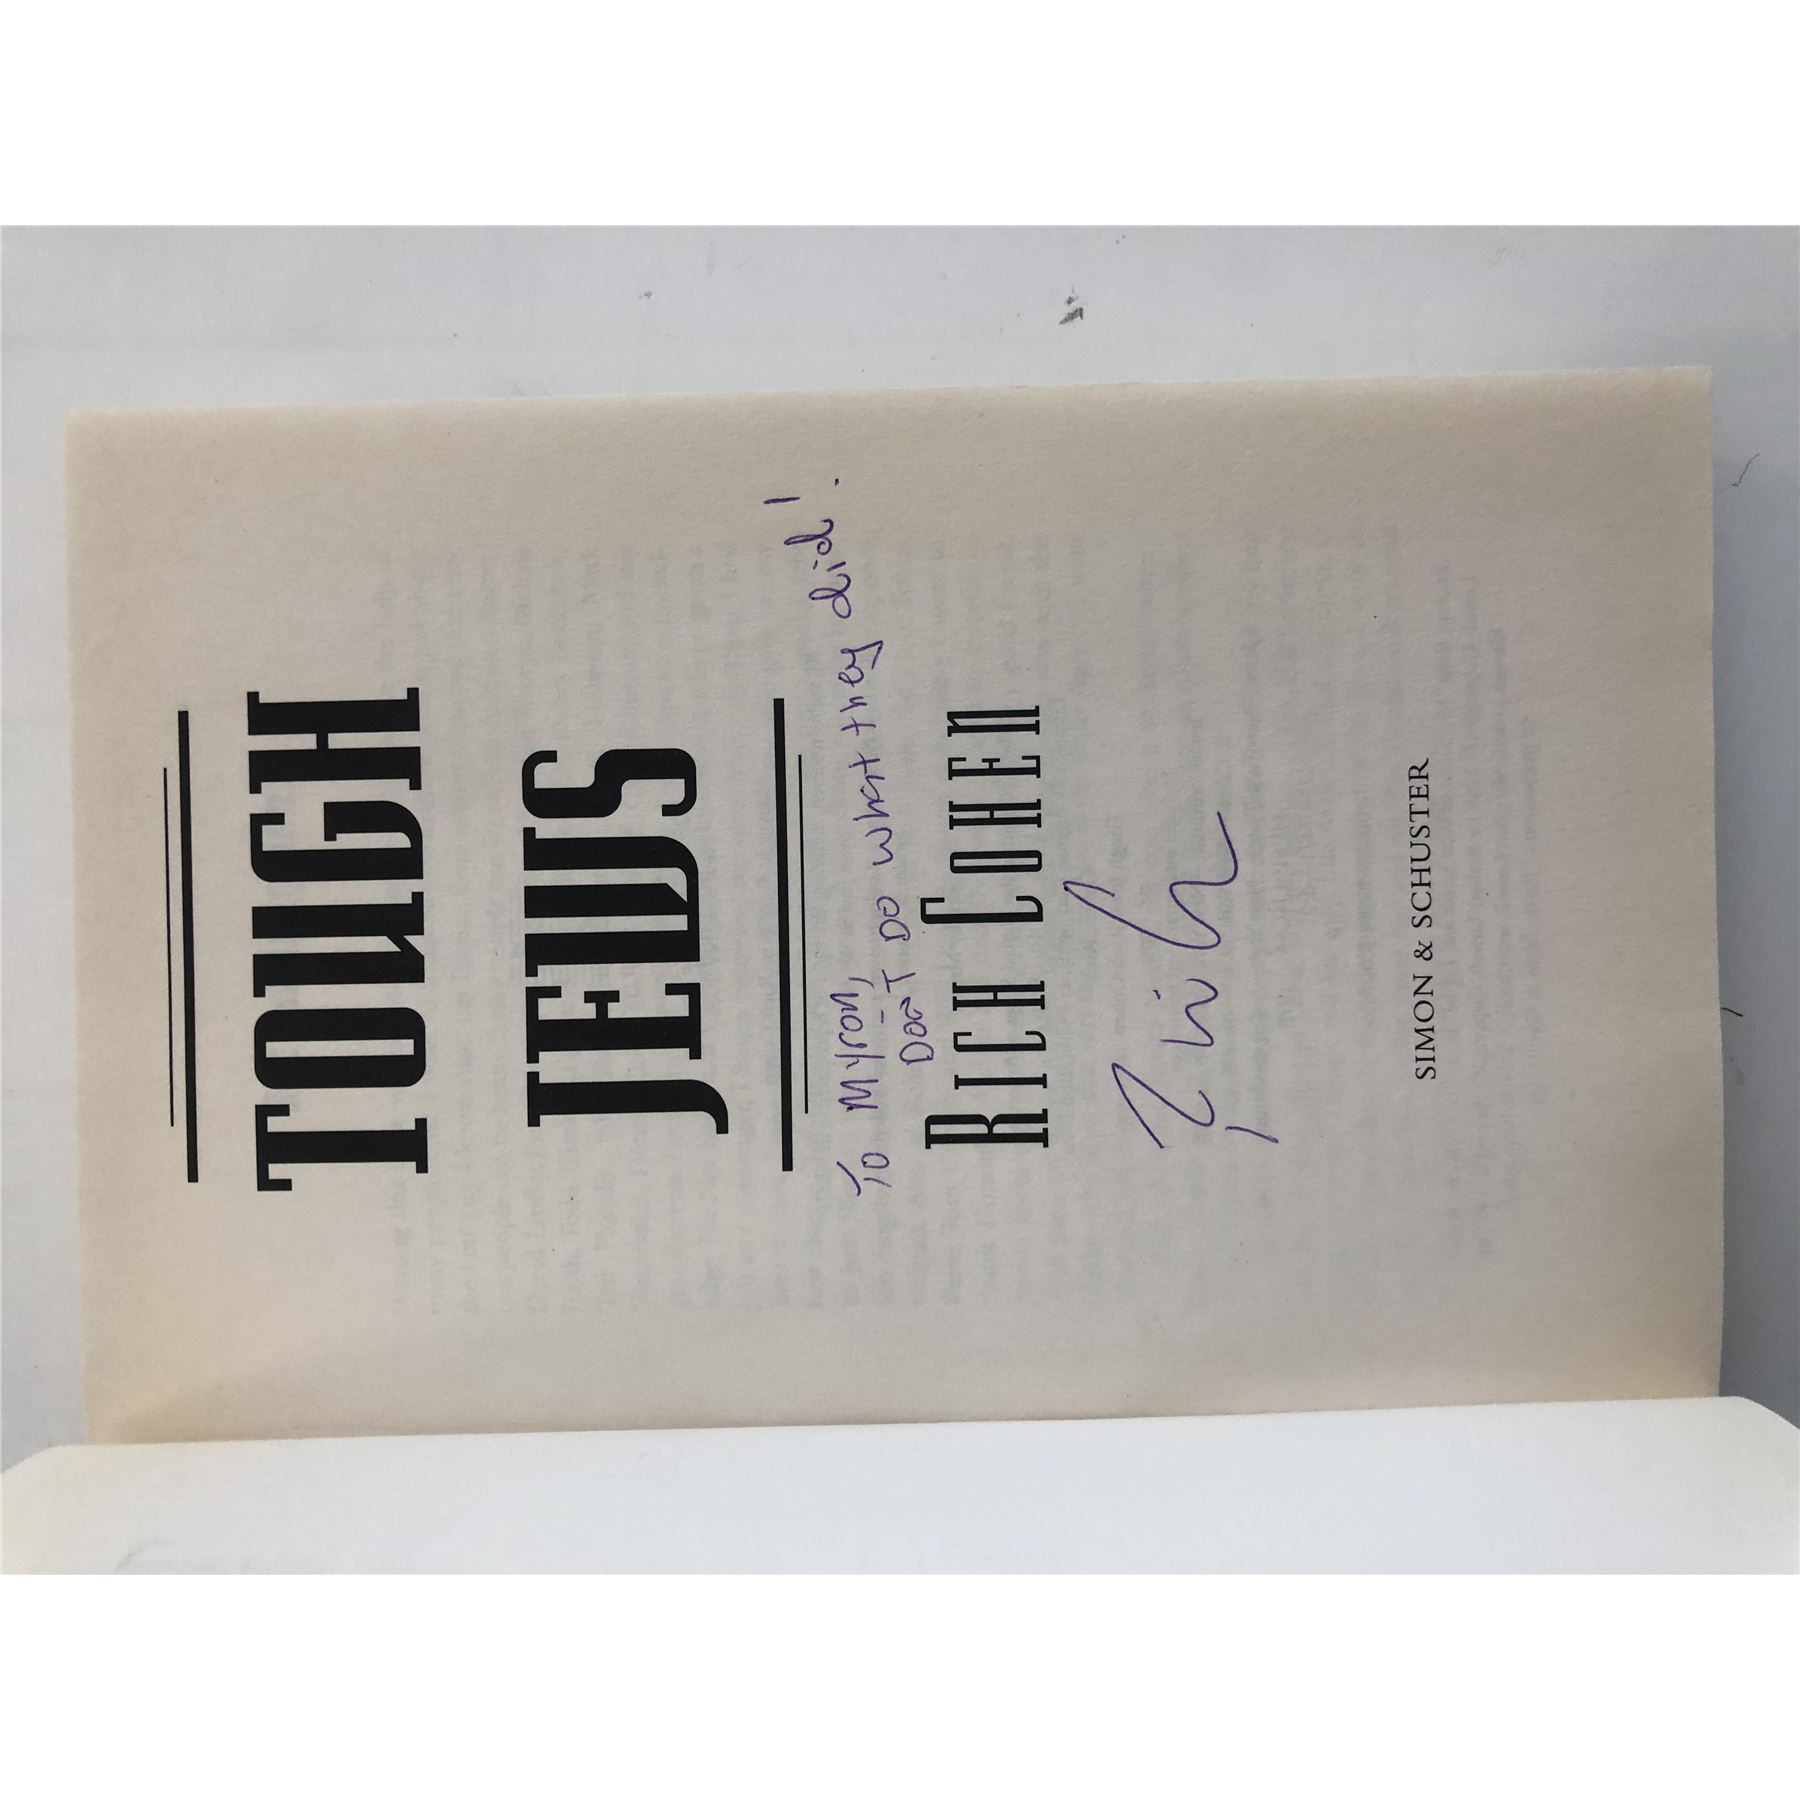 TOUGH
JEWS
To Myron,
DON'T DO what they did!
RICH COHEN
SIMON & SCHUSTER